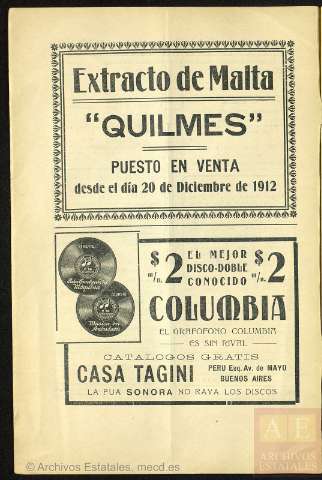 Extracto de Malta
"QUILMES"
PUESTO EN VENTA
desde el día 20 de Diciembre de 1912
$2 m/n. EL MEJOR $2 m/n.
DISCO-DOBLE
CONOCIDO
COLUMBIA
EL GRAFOFONO COLUMBIA
ES SIN RIVAL
CATALOGOS GRATIS
CASA TAGINI PERU Esq. Av. de MAYO
BUENOS AIRES
LA PUA SONORA NO RAYA LOS DISCOS
AE
ARCHIVOS
ESTATALES
© Archivos Estatales, mecd.es